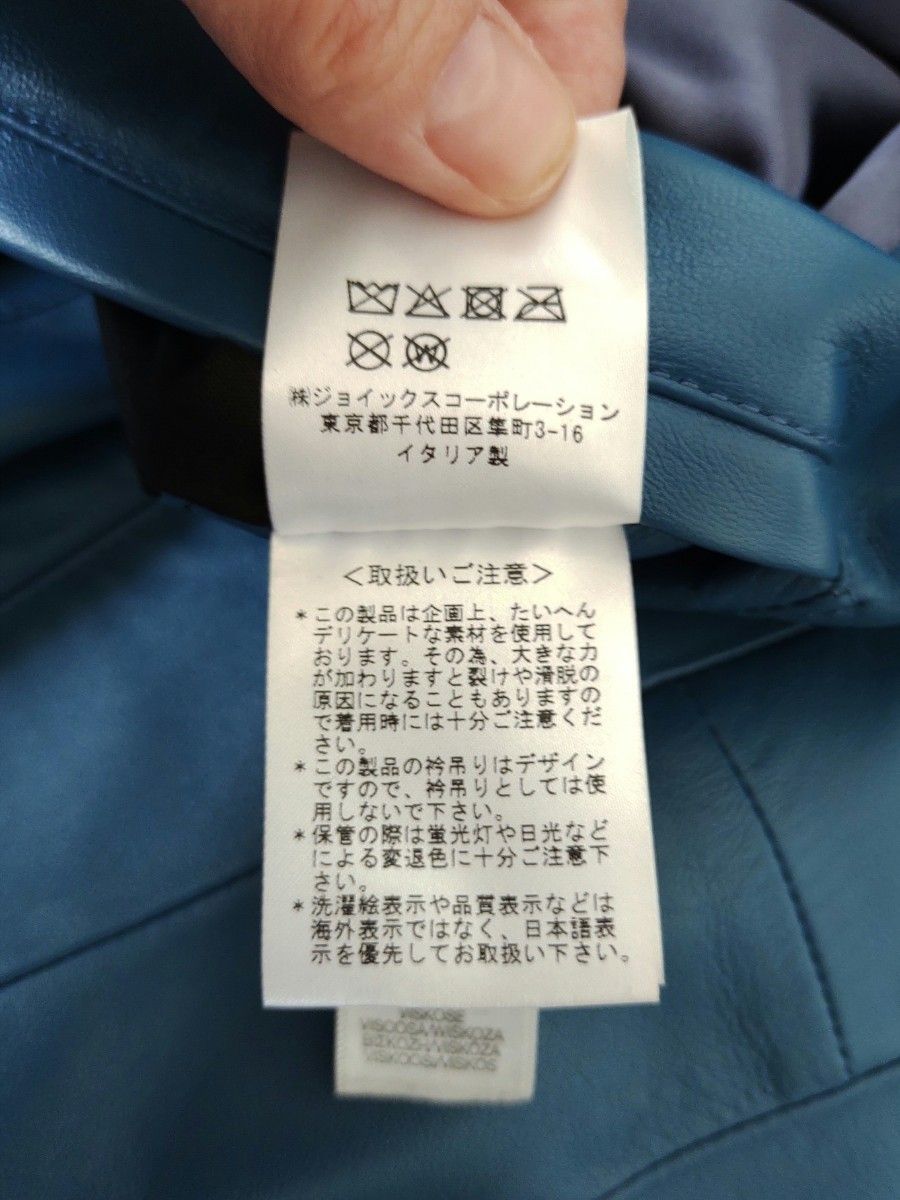 ㈱ジョイックスコーポレーション
東京都千代田区隼町3-16
イタリア製
<取扱いご注意>
*この製品は企画上、たいへん
デリケートな素材を使用して
おります。その為、大きな力
が加わりますと裂けや滑脱の
原因になることもありますの
で着用時には十分ご注意くだ
さい。
*この製品の衿吊りはデザイン
ですので、衿吊りとしては使
用しないで下さい。
*保管の際は蛍光灯や日光など
による変退色に十分ご注意下
さい。
*洗濯絵表示や品質表示などは
海外表示ではなく、日本語表
示を優先してお取扱い下さい。
VISKOSE